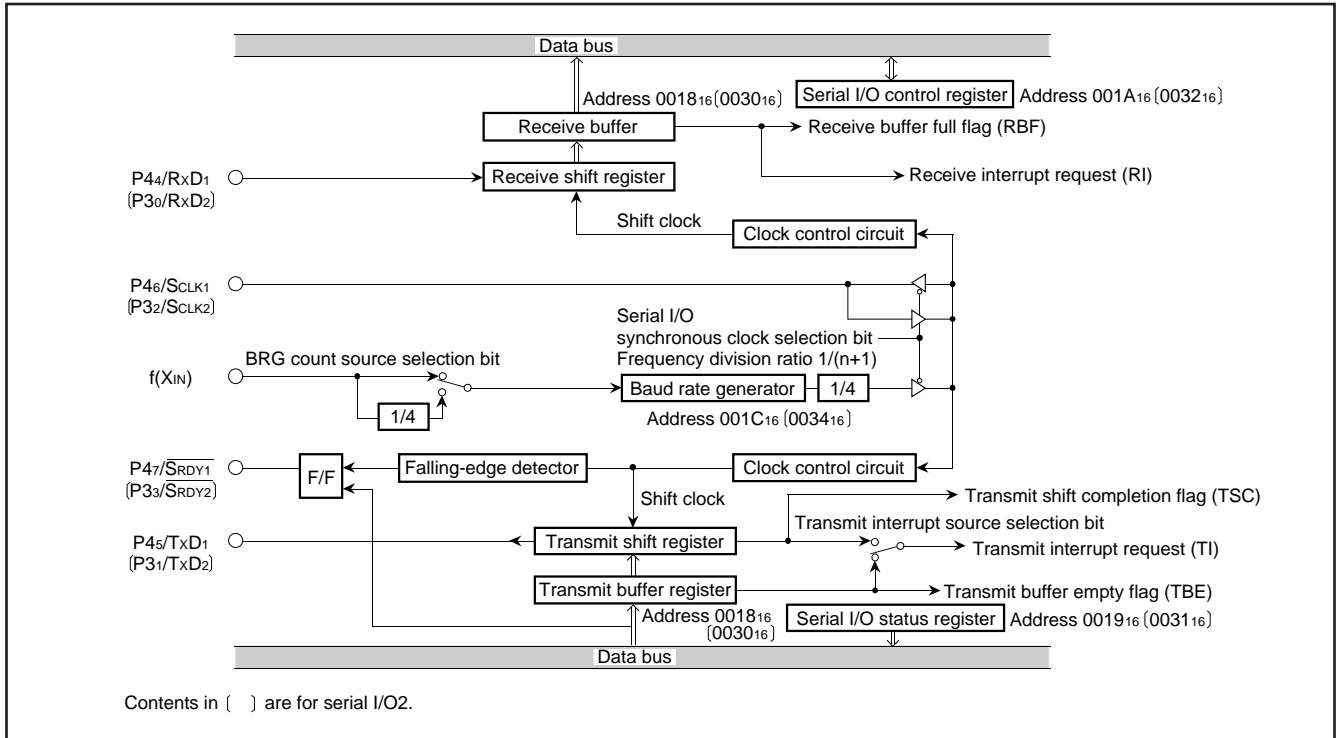 Data bus
Address 0018₁₆ 〔0030₁₆〕
Serial I/O control register Address 001A₁₆ 〔0032₁₆〕
Receive buffer
Receive buffer full flag (RBF)
Receive shift register
Receive interrupt request (RI)
P4₄/RxD₁
〔P3₀/RxD₂〕
Shift clock
Clock control circuit
P4₆/SCLK1
〔P3₂/SCLK2〕
Serial I/O
synchronous clock selection bit
BRG count source selection bit
Frequency division ratio 1/(n+1)
f(XIN)
Baud rate generator
1/4
1/4
Address 001C₁₆ 〔0034₁₆〕
P4₇/S̅R̅D̅Y̅1̅
〔P3₃/S̅R̅D̅Y̅2̅〕
F/F
Falling-edge detector
Clock control circuit
Shift clock
Transmit shift completion flag (TSC)
Transmit interrupt source selection bit
P4₅/TxD₁
〔P3₁/TxD₂〕
Transmit shift register
Transmit interrupt request (TI)
Transmit buffer register
Transmit buffer empty flag (TBE)
Address 0018₁₆
〔0030₁₆〕
Serial I/O status register Address 0019₁₆ 〔0031₁₆〕
Data bus
Contents in 〔 〕 are for serial I/O2.